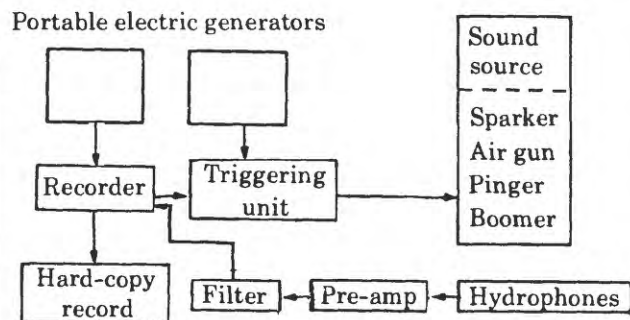 Portable electric generators
Sound
source
Sparker
Air gun
Pinger
Boomer
Recorder
Triggering
unit
Hard-copy
record
Filter
Pre-amp
Hydrophones